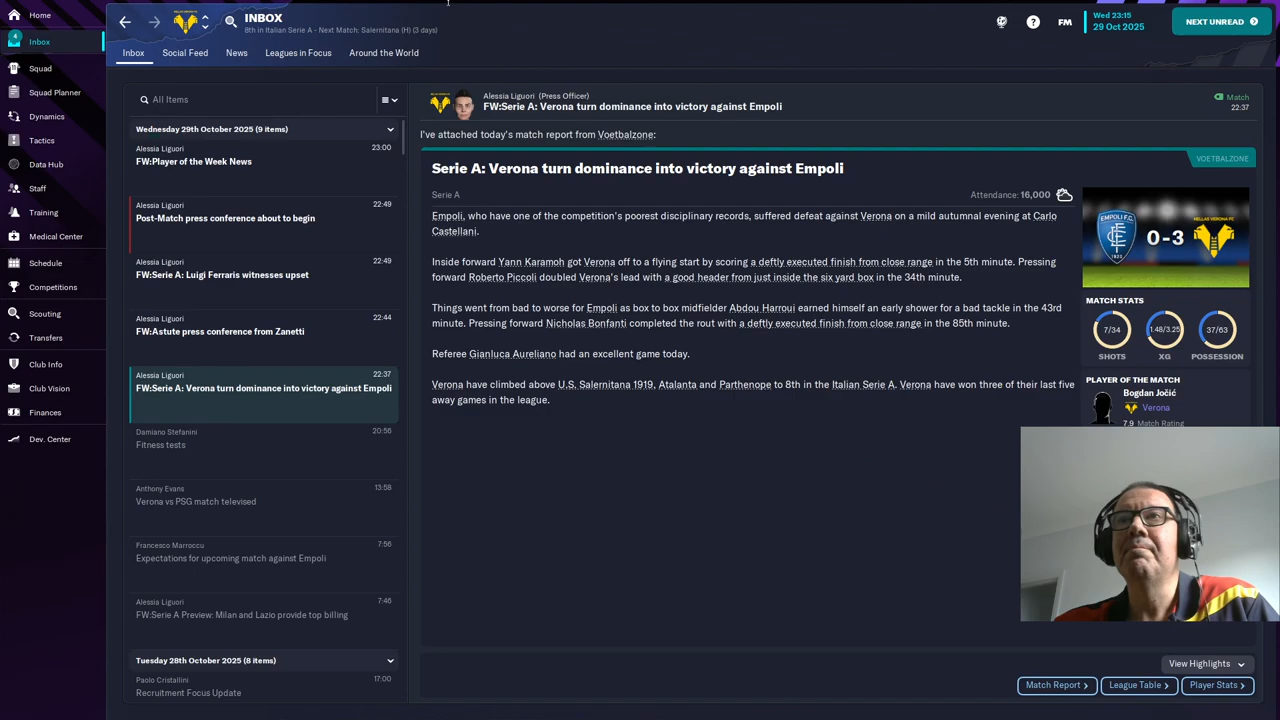 Home
INBOX
8th in Italian Serie A - Next Match: Salernitana (H) (3 days)
FM
Wed 23:15
29 Oct 2025
NEXT UNREAD
4
Inbox
Squad
Squad Planner
Dynamics
Tactics
Data Hub
Staff
Training
Medical Center
Schedule
Competitions
Scouting
Transfers
Club Info
Club Vision
Finances
Dev. Center
Inbox
Social Feed
News
Leagues in Focus
Around the World
All Items
Wednesday 29th October 2025 (9 items)
Alessia Liguori 23:00
FW:Player of the Week News
Alessia Liguori 22:49
Post-Match press conference about to begin
Alessia Liguori 22:49
FW:Serie A: Luigi Ferraris witnesses upset
Alessia Liguori 22:44
FW:Astute press conference from Zanetti
Alessia Liguori 22:37
FW:Serie A: Verona turn dominance into victory against Empoli
Damiano Stefanini 20:56
Fitness tests
Anthony Evans 13:58
Verona vs PSG match televised
Francesco Marroccu 7:56
Expectations for upcoming match against Empoli
Alessia Liguori 7:46
FW:Serie A Preview: Milan and Lazio provide top billing
Tuesday 28th October 2025 (8 items)
Paolo Cristallini 17:00
Recruitment Focus Update
Alessia Liguori (Press Officer)
FW:Serie A: Verona turn dominance into victory against Empoli
Match
22:37
I've attached today's match report from Voetbalzone:
VOETBALZONE
Serie A: Verona turn dominance into victory against Empoli
Serie A
Attendance: 16,000
Empoli, who have one of the competition's poorest disciplinary records, suffered defeat against Verona on a mild autumnal evening at Carlo
Castellani.
Inside forward Yann Karamoh got Verona off to a flying start by scoring a deftly executed finish from close range in the 5th minute. Pressing
forward Roberto Piccoli doubled Verona's lead with a good header from just inside the six yard box in the 34th minute.
Things went from bad to worse for Empoli as box to box midfielder Abdou Harroui earned himself an early shower for a bad tackle in the 43rd
minute. Pressing forward Nicholas Bonfanti completed the rout with a deftly executed finish from close range in the 85th minute.
Referee Gianluca Aureliano had an excellent game today.
Verona have climbed above U.S. Salernitana 1919, Atalanta and Parthenope to 8th in the Italian Serie A. Verona have won three of their last five
away games in the league.
EMPOLI F.C.
1920
0-3
HELLAS VERONA FC
MATCH STATS
7/34
1.48/3.25
37/63
SHOTS
XG
POSSESSION
PLAYER OF THE MATCH
Bogdan Jočić
Verona
7.9 Match Rating
View Highlights
Match Report
League Table
Player Stats